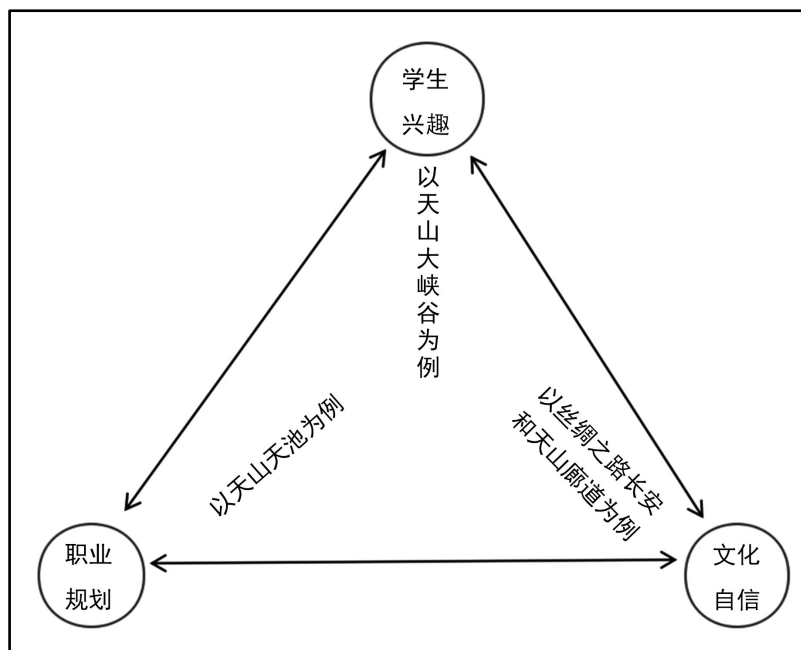 学生
兴趣
以天山大峡谷为例
以天山天池为例
以丝绸之路长安
和天山廊道为例
职业
规划
文化
自信